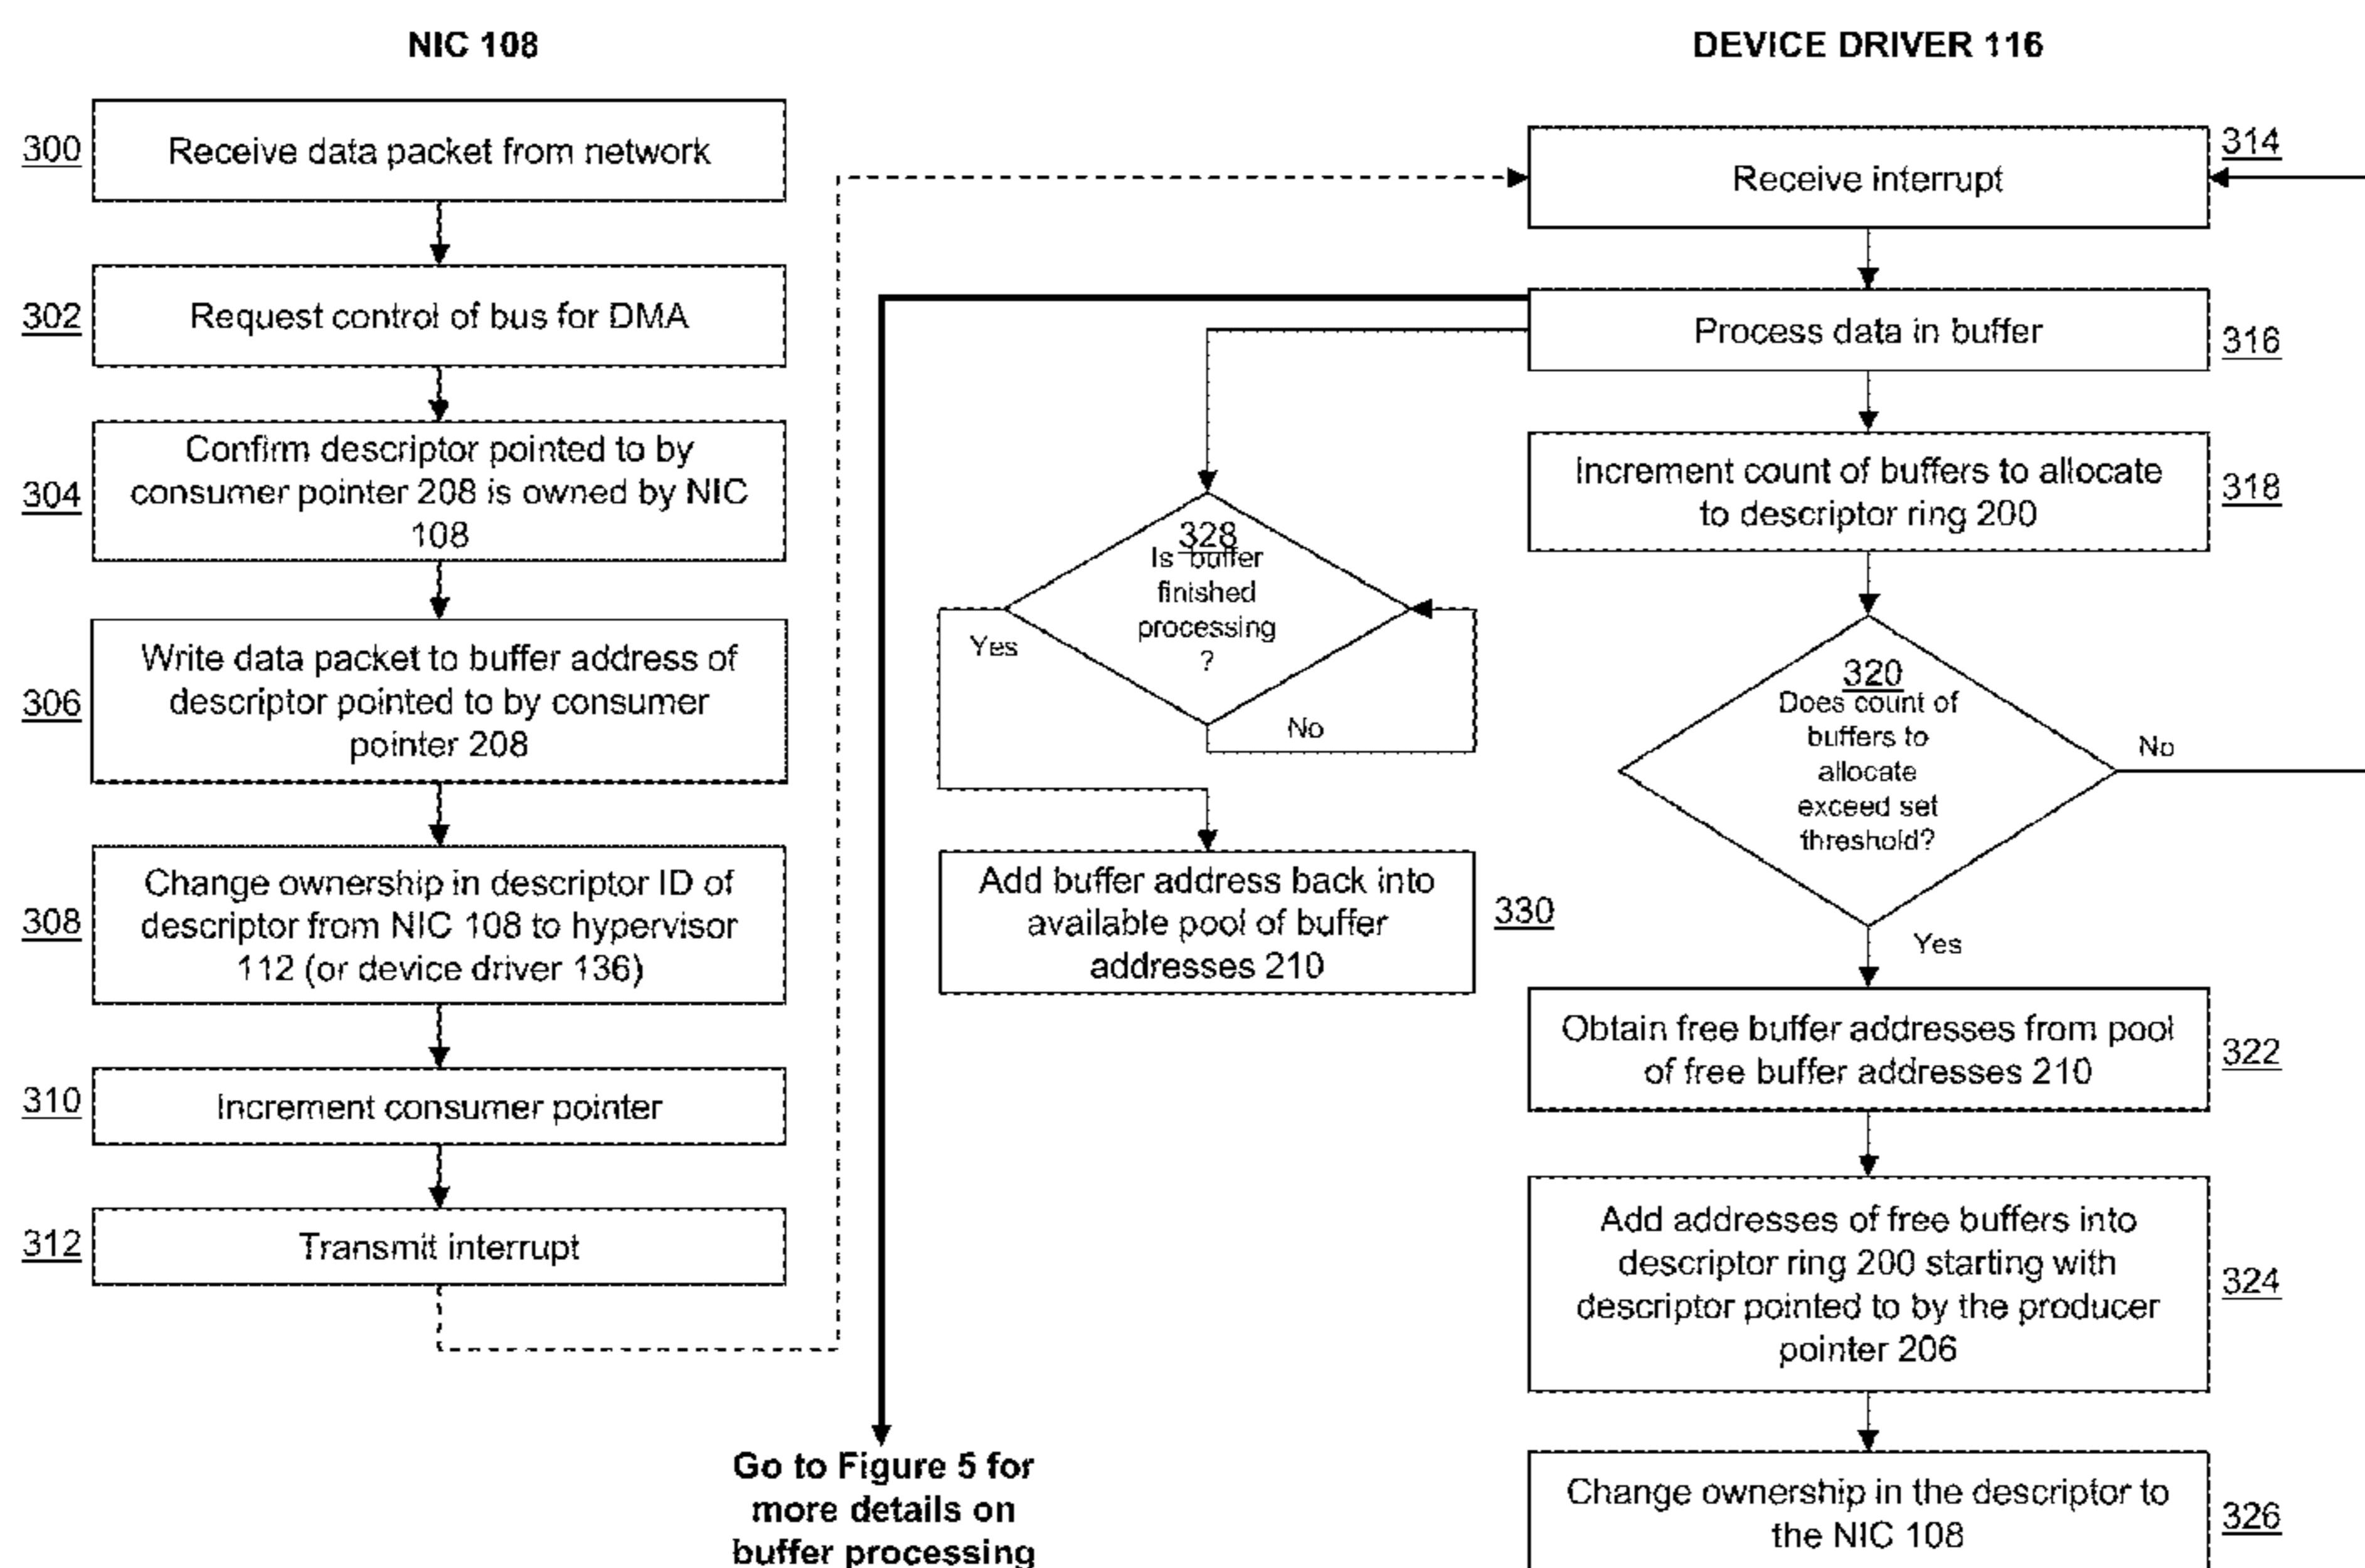 NIC 108
300
Receive data packet from network
302
Request control of bus for DMA
304
Confirm descriptor pointed to by
consumer pointer 208 is owned by NIC
108
306
Write data packet to buffer address of
descriptor pointed to by consumer
pointer 208
308
Change ownership in descriptor ID of
descriptor from NIC 108 to hypervisor
112 (or device driver 136)
310
Increment consumer pointer
312
Transmit interrupt
Go to Figure 5 for
more details on
buffer processing
328
Is buffer
finished
processing
?
Yes
No
Add buffer address back into
available pool of buffer
addresses 210
330
DEVICE DRIVER 116
Receive interrupt
314
Process data in buffer
316
Increment count of buffers to allocate
to descriptor ring 200
318
320
Does count of
buffers to
allocate
exceed set
threshold?
No
Yes
Obtain free buffer addresses from pool
of free buffer addresses 210
322
Add addresses of free buffers into
descriptor ring 200 starting with
descriptor pointed to by the producer
pointer 206
324
Change ownership in the descriptor to
the NIC 108
326